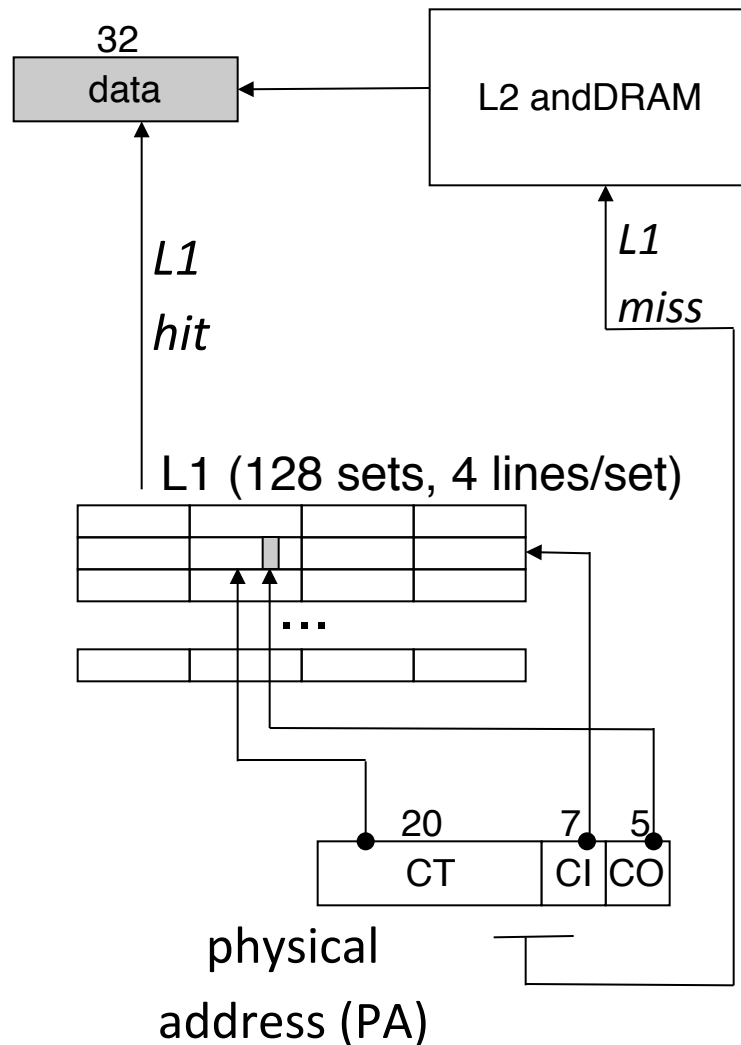 32
data
L2 andDRAM
L1
hit
L1
miss
L1 (128 sets, 4 lines/set)
...
20
7
5
CT
CI
CO
physical
address (PA)